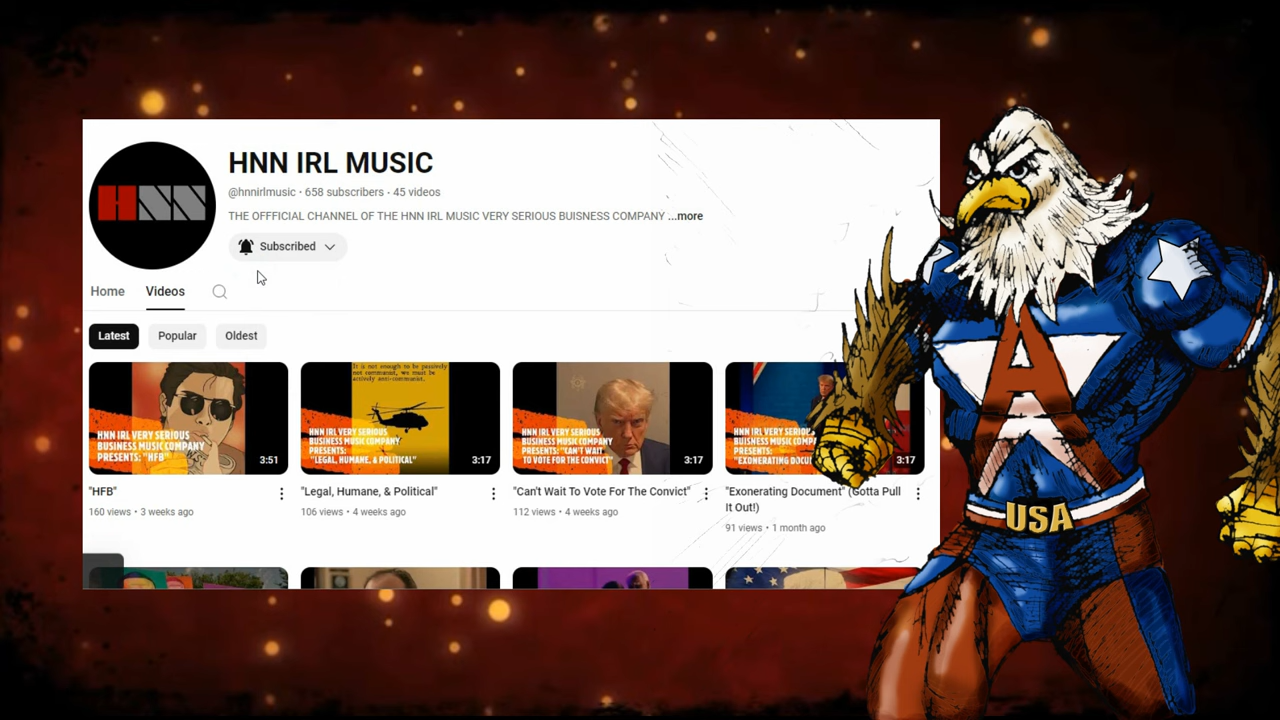 HNN
HNN IRL MUSIC
@hnnirlmusic · 658 subscribers · 45 videos
THE OFFFICIAL CHANNEL OF THE HNN IRL MUSIC VERY SERIOUS BUISNESS COMPANY ...more
Subscribed
Home Videos
Latest Popular Oldest
HNN IRL VERY SERIOUS
BUSINESS MUSIC COMPANY
PRESENTS: "HFB"
3:51
It is not enough to be passively
not communist, we must be
actively anti-communist.
HNN IRL VERY SERIOUS
BUSINESS MUSIC COMPANY
PRESENTS:
"LEGAL, HUMANE, & POLITICAL"
3:17
HNN IRL VERY SERIOUS
BUSINESS MUSIC COMPANY
PRESENTS: "CAN'T WAIT
TO VOTE FOR THE CONVICT"
3:17
HNN IRL VERY SERIOUS
BUSINESS MUSIC COMP
PRESENTS:
"EXONERATING DOCU
3:17
"HFB"
160 views · 3 weeks ago
"Legal, Humane, & Political"
106 views · 4 weeks ago
"Can't Wait To Vote For The Convict"
112 views · 4 weeks ago
"Exonerating Document" (Gotta Pull
It Out!)
91 views · 1 month ago
A
USA